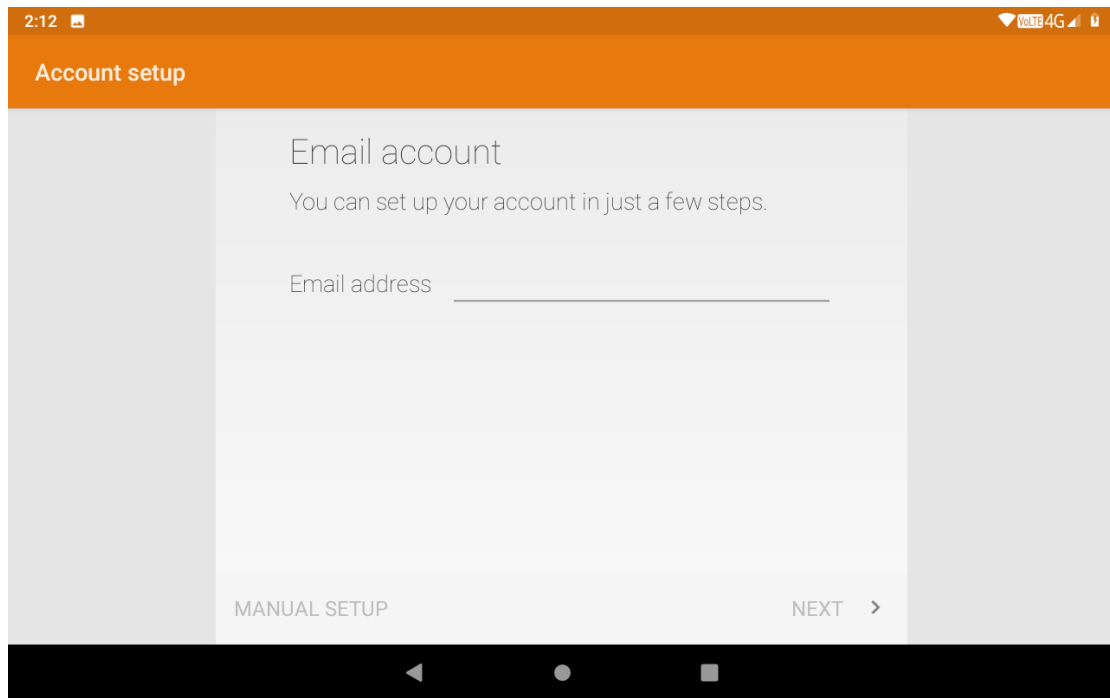 2:12 VoLTE 4G
Account setup
Email account
You can set up your account in just a few steps.
Email address
MANUAL SETUP NEXT